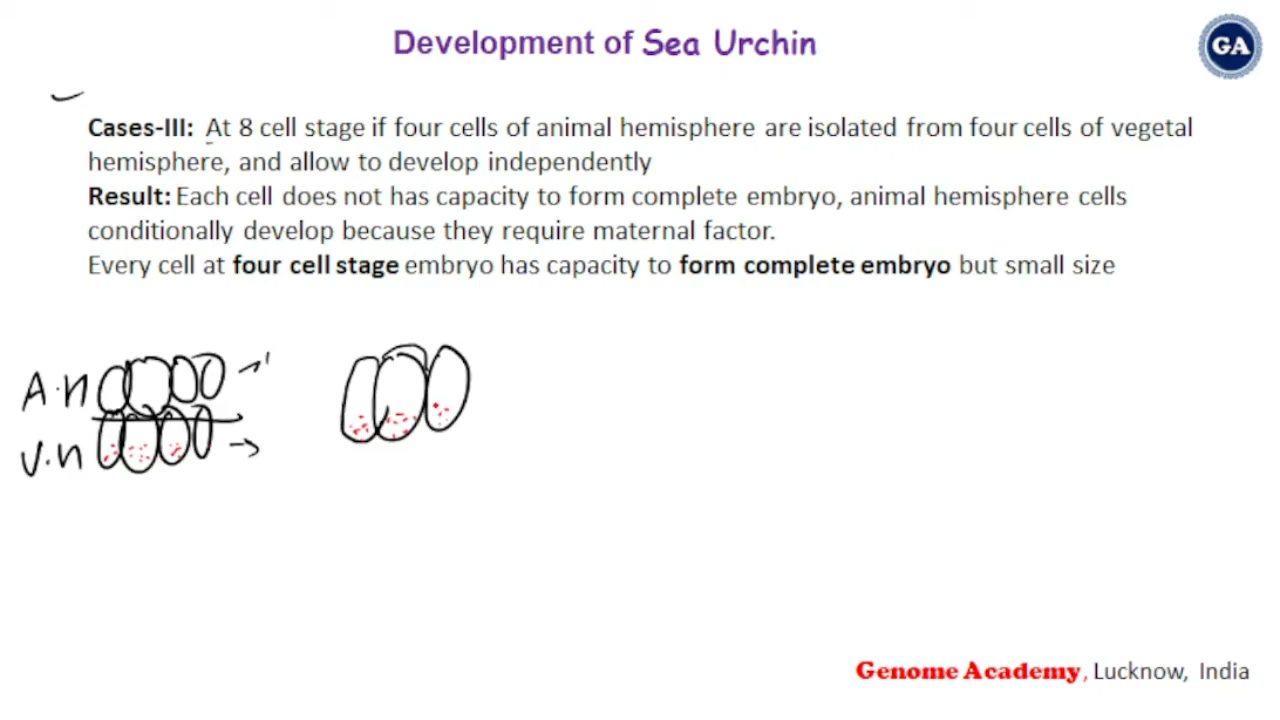 Development of Sea Urchin
GA
Cases-III: At 8 cell stage if four cells of animal hemisphere are isolated from four cells of vegetal
hemisphere, and allow to develop independently
Result: Each cell does not has capacity to form complete embryo, animal hemisphere cells
conditionally develop because they require maternal factor.
Every cell at four cell stage embryo has capacity to form complete embryo but small size
A.H
V.H
Genome Academy, Lucknow, India